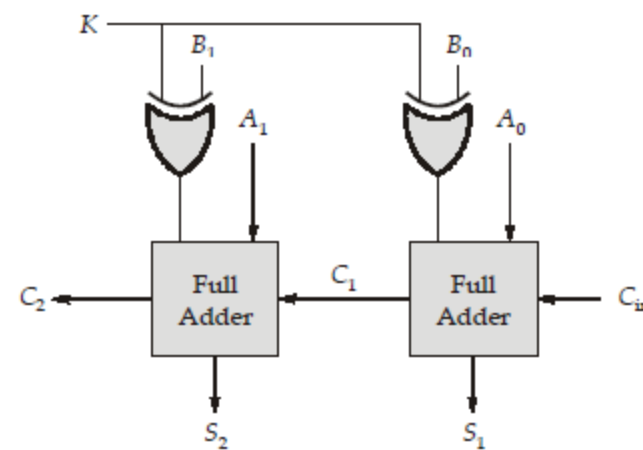 K
B₁
B₀
A₁
A₀
C₂
Full Adder
C₁
Full Adder
Cᵢₙ
S₂
S₁